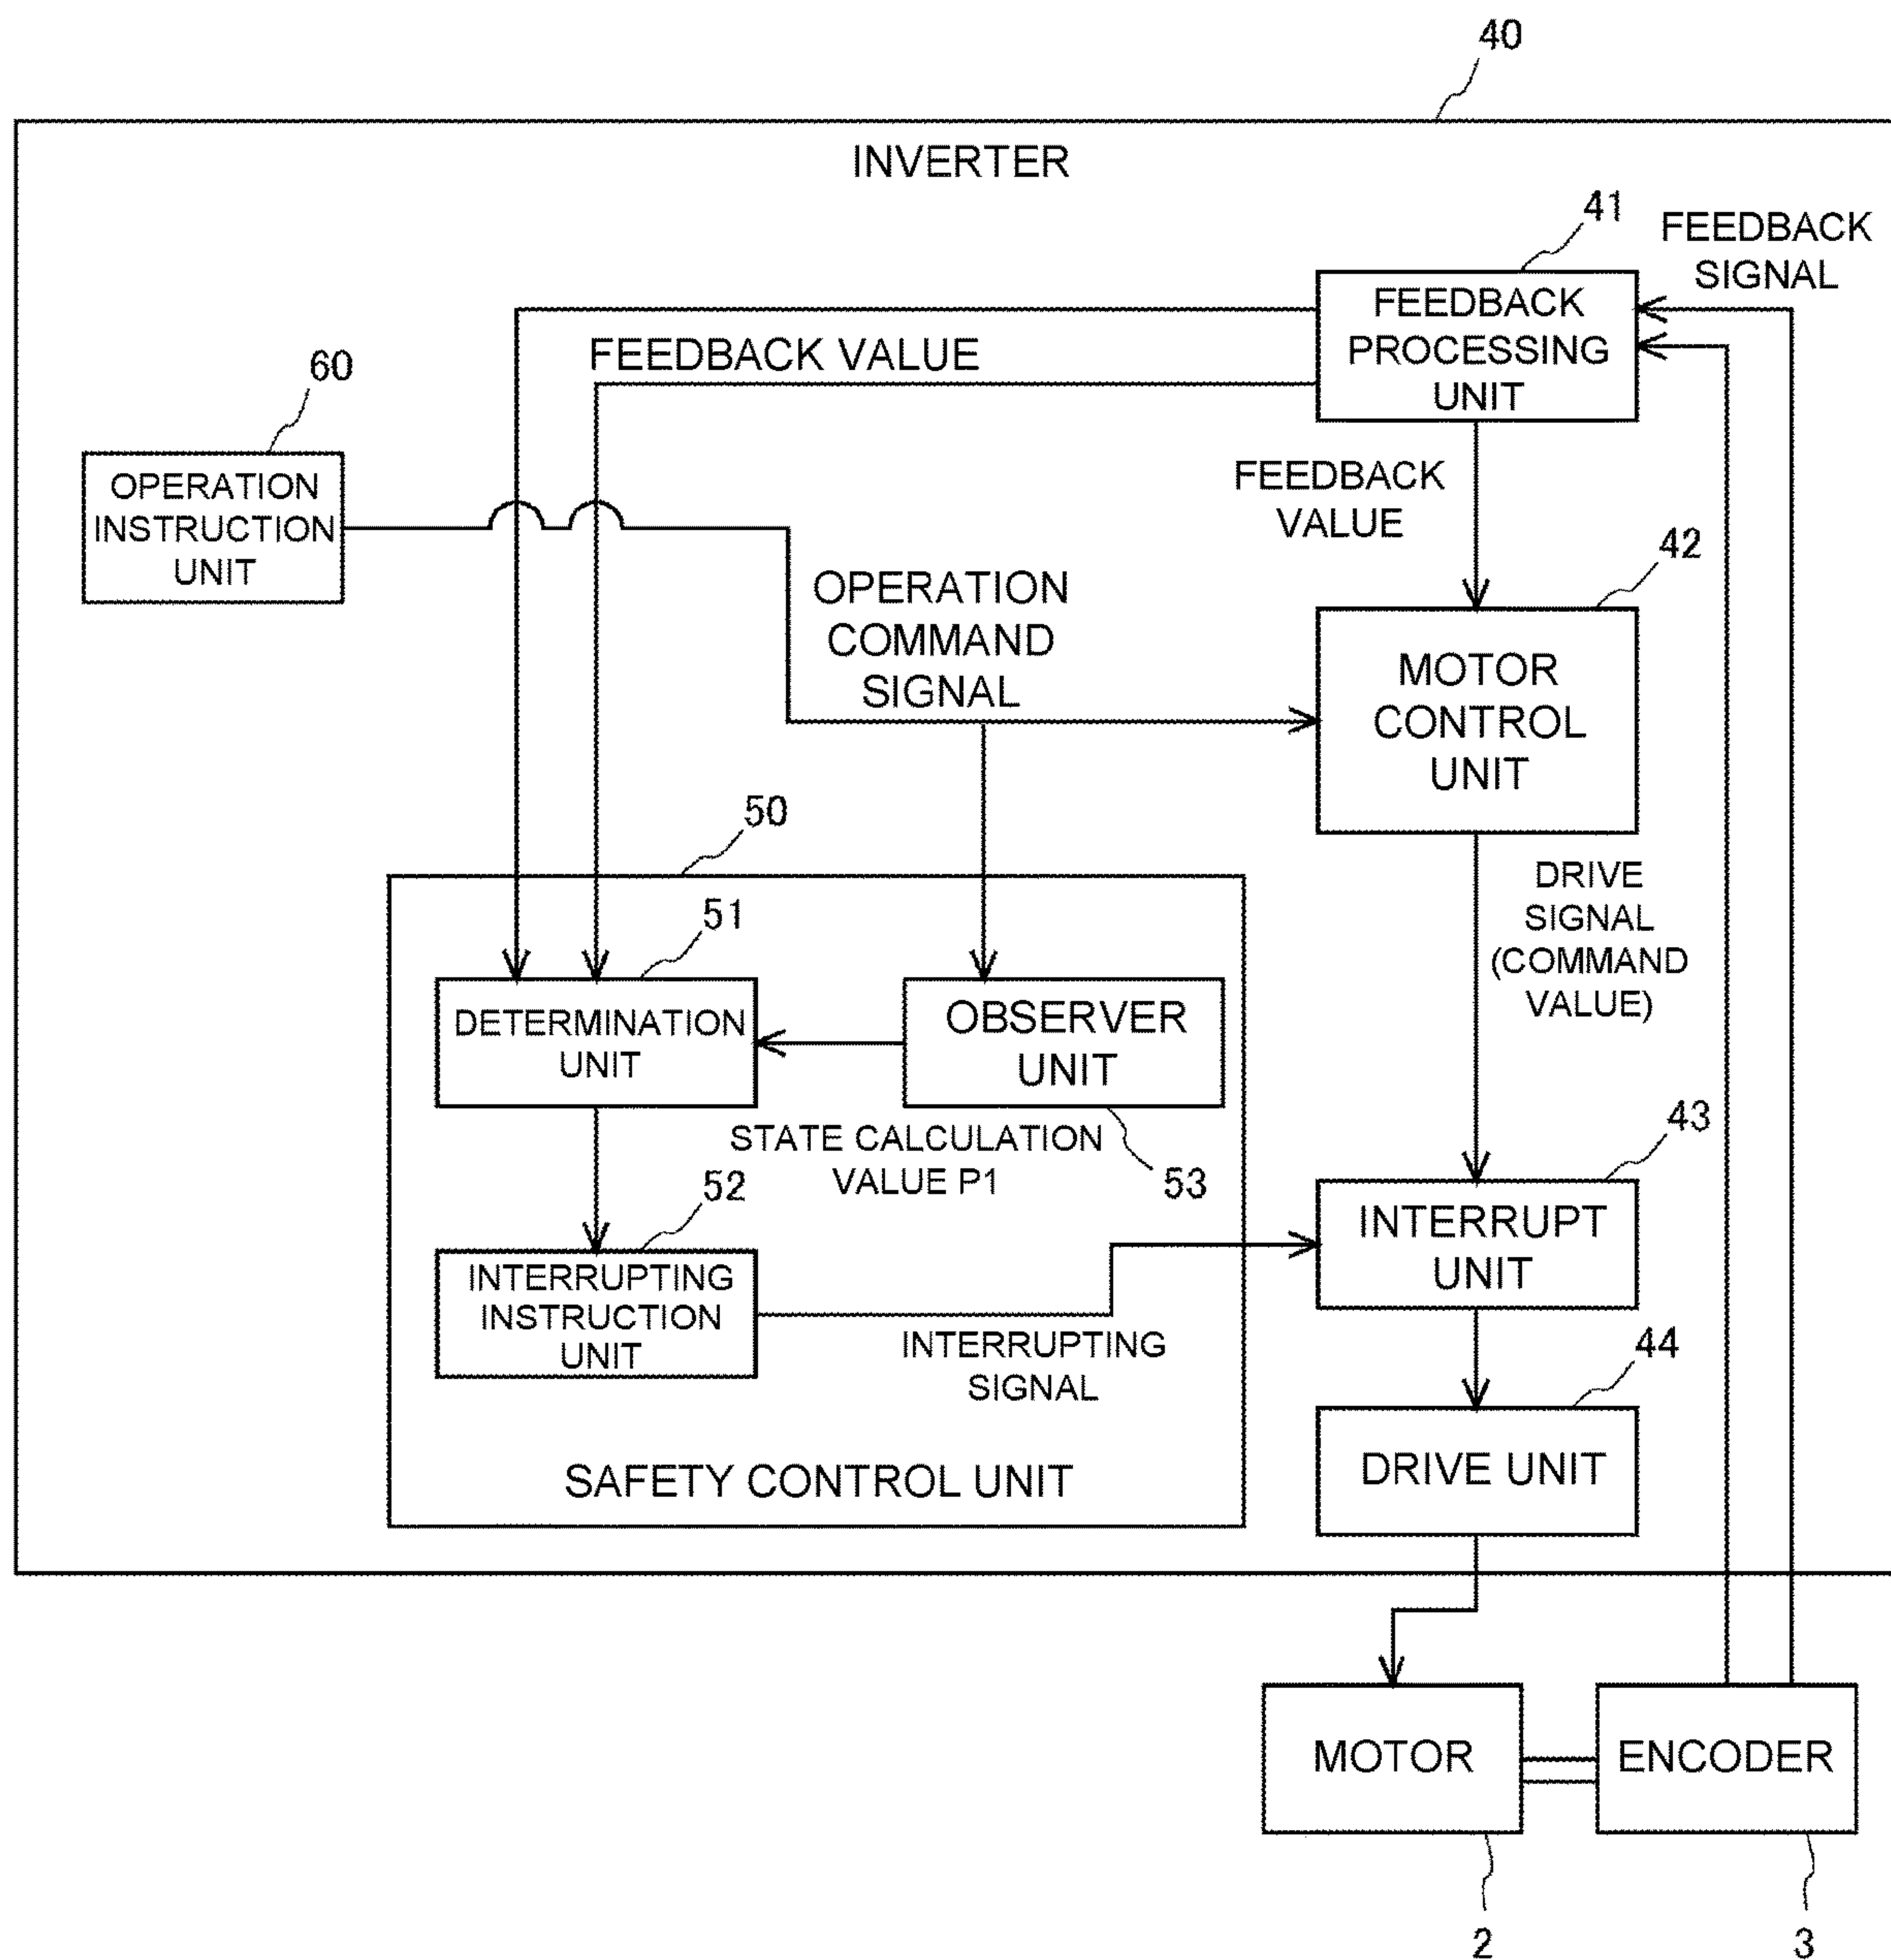 40
INVERTER
41
FEEDBACK
SIGNAL
FEEDBACK
PROCESSING
UNIT
FEEDBACK VALUE
60
OPERATION
INSTRUCTION
UNIT
FEEDBACK
VALUE
42
OPERATION
COMMAND
SIGNAL
MOTOR
CONTROL
UNIT
50
DRIVE
SIGNAL
(COMMAND
VALUE)
51
DETERMINATION
UNIT
OBSERVER
UNIT
STATE CALCULATION
VALUE P1
53
43
52
INTERRUPT
UNIT
INTERRUPTING
INSTRUCTION
UNIT
INTERRUPTING
SIGNAL
44
DRIVE UNIT
SAFETY CONTROL UNIT
MOTOR
ENCODER
2
3